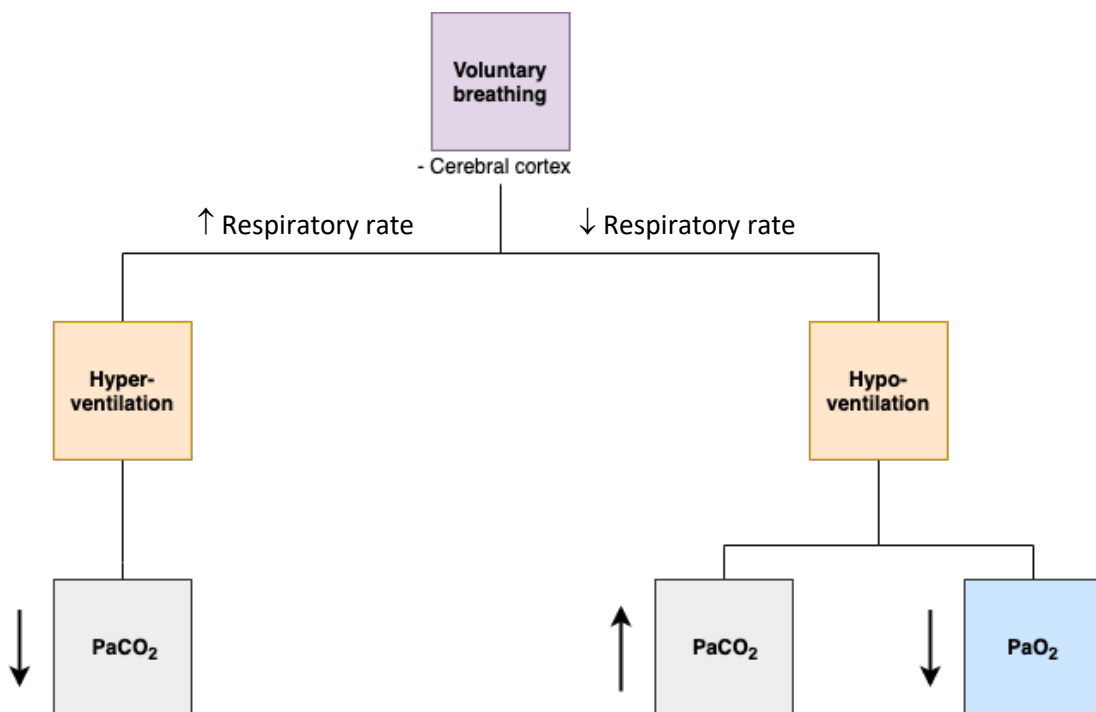 Voluntary
breathing
- Cerebral cortex
↑ Respiratory rate
↓ Respiratory rate
Hyper-
ventilation
Hypo-
ventilation
PaCO₂
PaCO₂
PaO₂